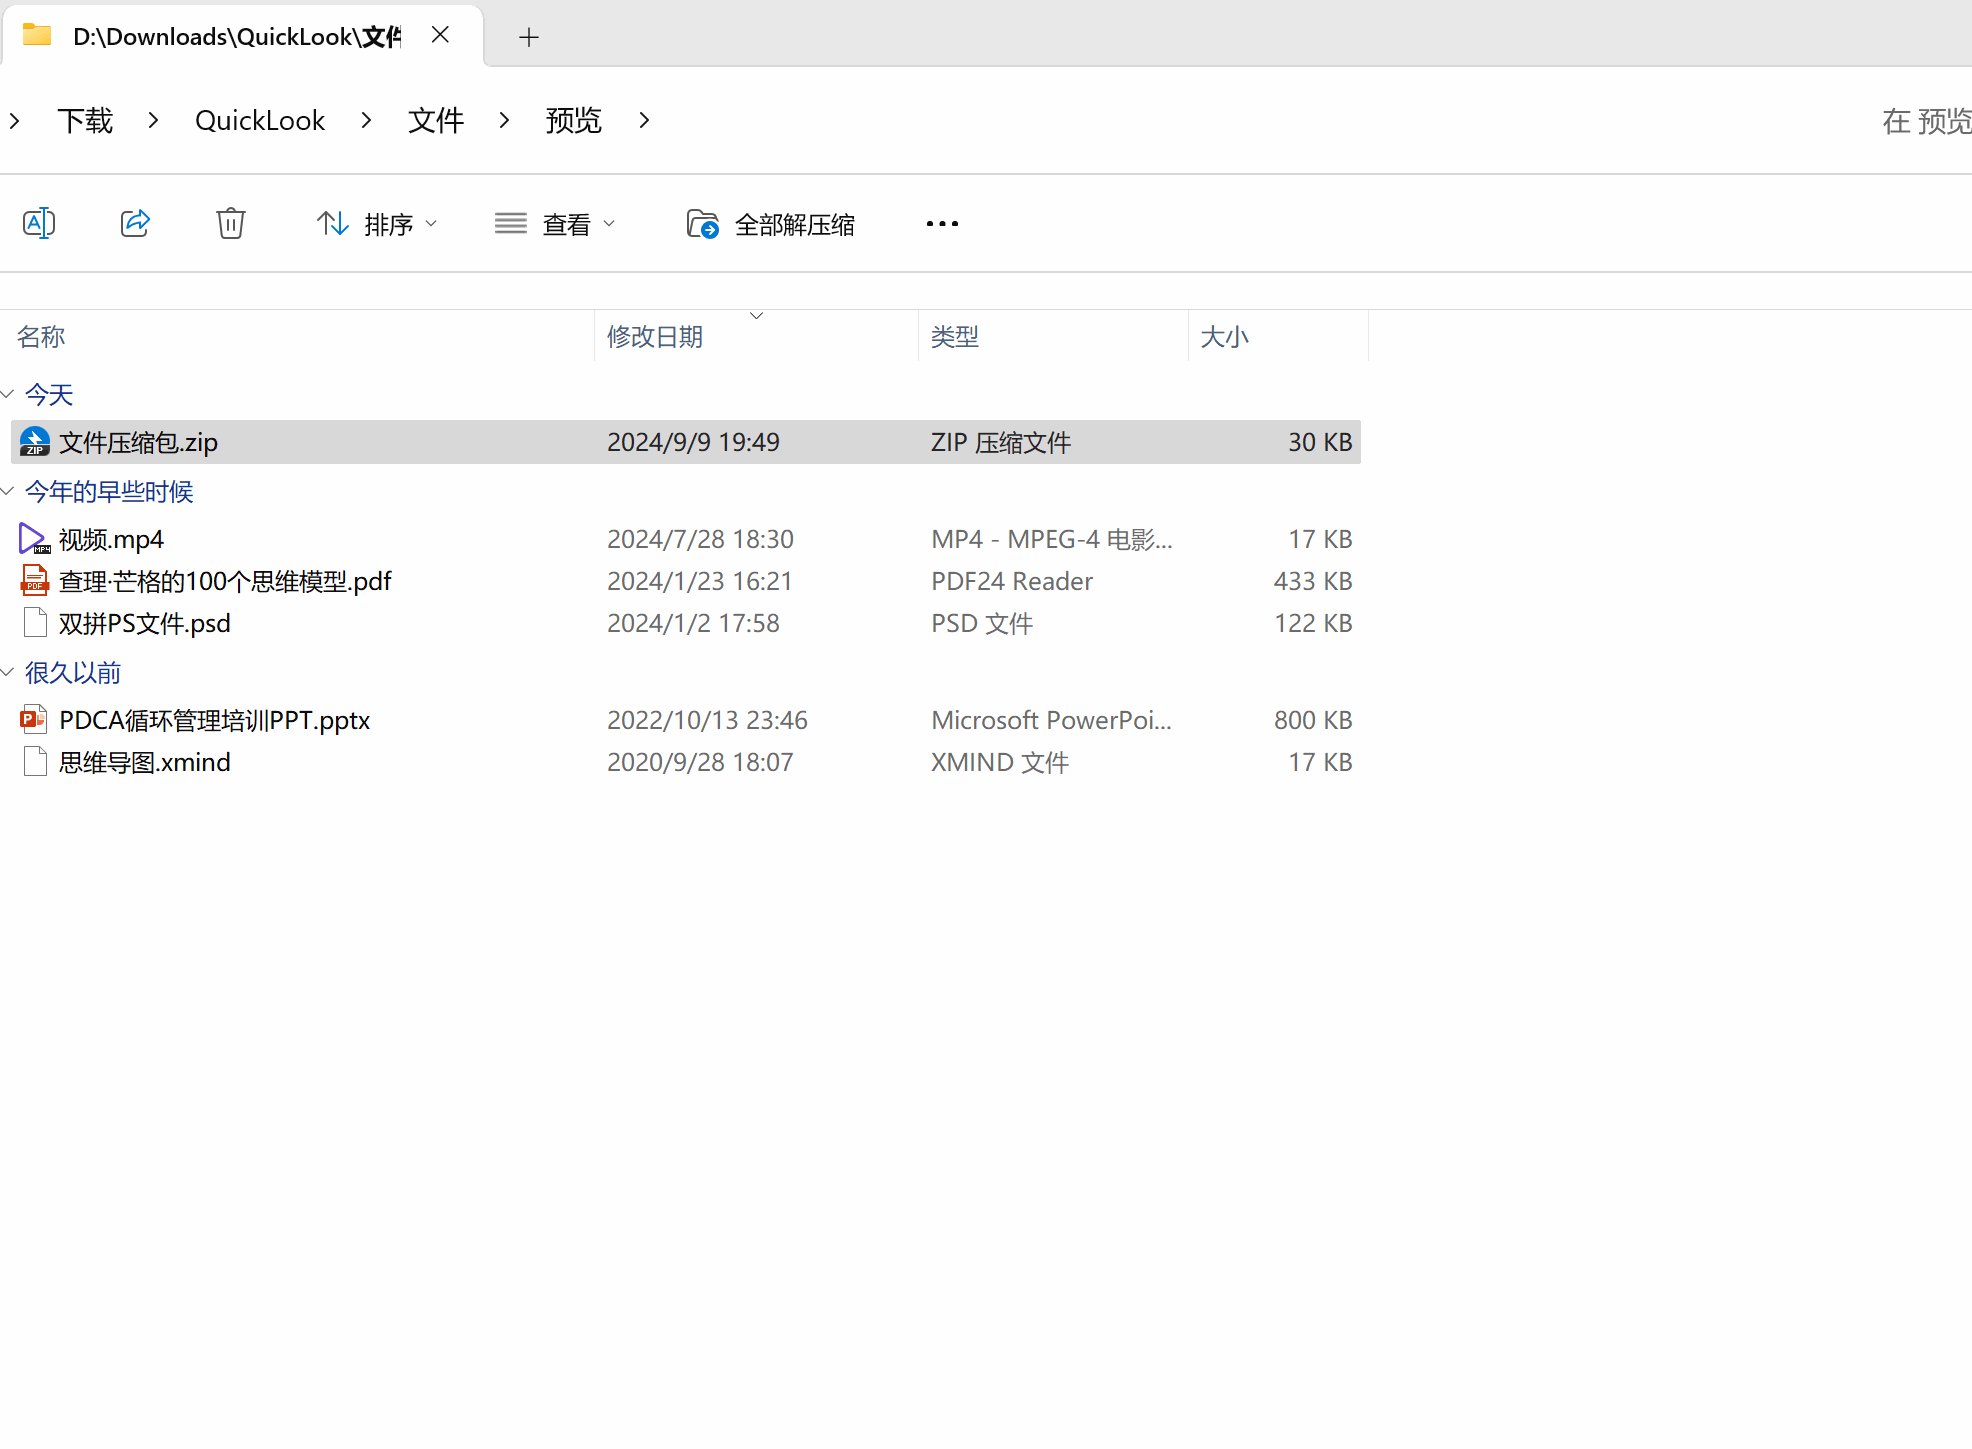 D:\Downloads\QuickLook\文件
下载 QuickLook 文件 预览
在 预览
排序 查看 全部解压缩
名称 修改日期 类型 大小
今天
文件压缩包.zip 2024/9/9 19:49 ZIP 压缩文件 30 KB
今年的早些时候
视频.mp4 2024/7/28 18:30 MP4 - MPEG-4 电影... 17 KB
查理·芒格的100个思维模型.pdf 2024/1/23 16:21 PDF24 Reader 433 KB
双拼PS文件.psd 2024/1/2 17:58 PSD 文件 122 KB
很久以前
PDCA循环管理培训PPT.pptx 2022/10/13 23:46 Microsoft PowerPoi... 800 KB
思维导图.xmind 2020/9/28 18:07 XMIND 文件 17 KB